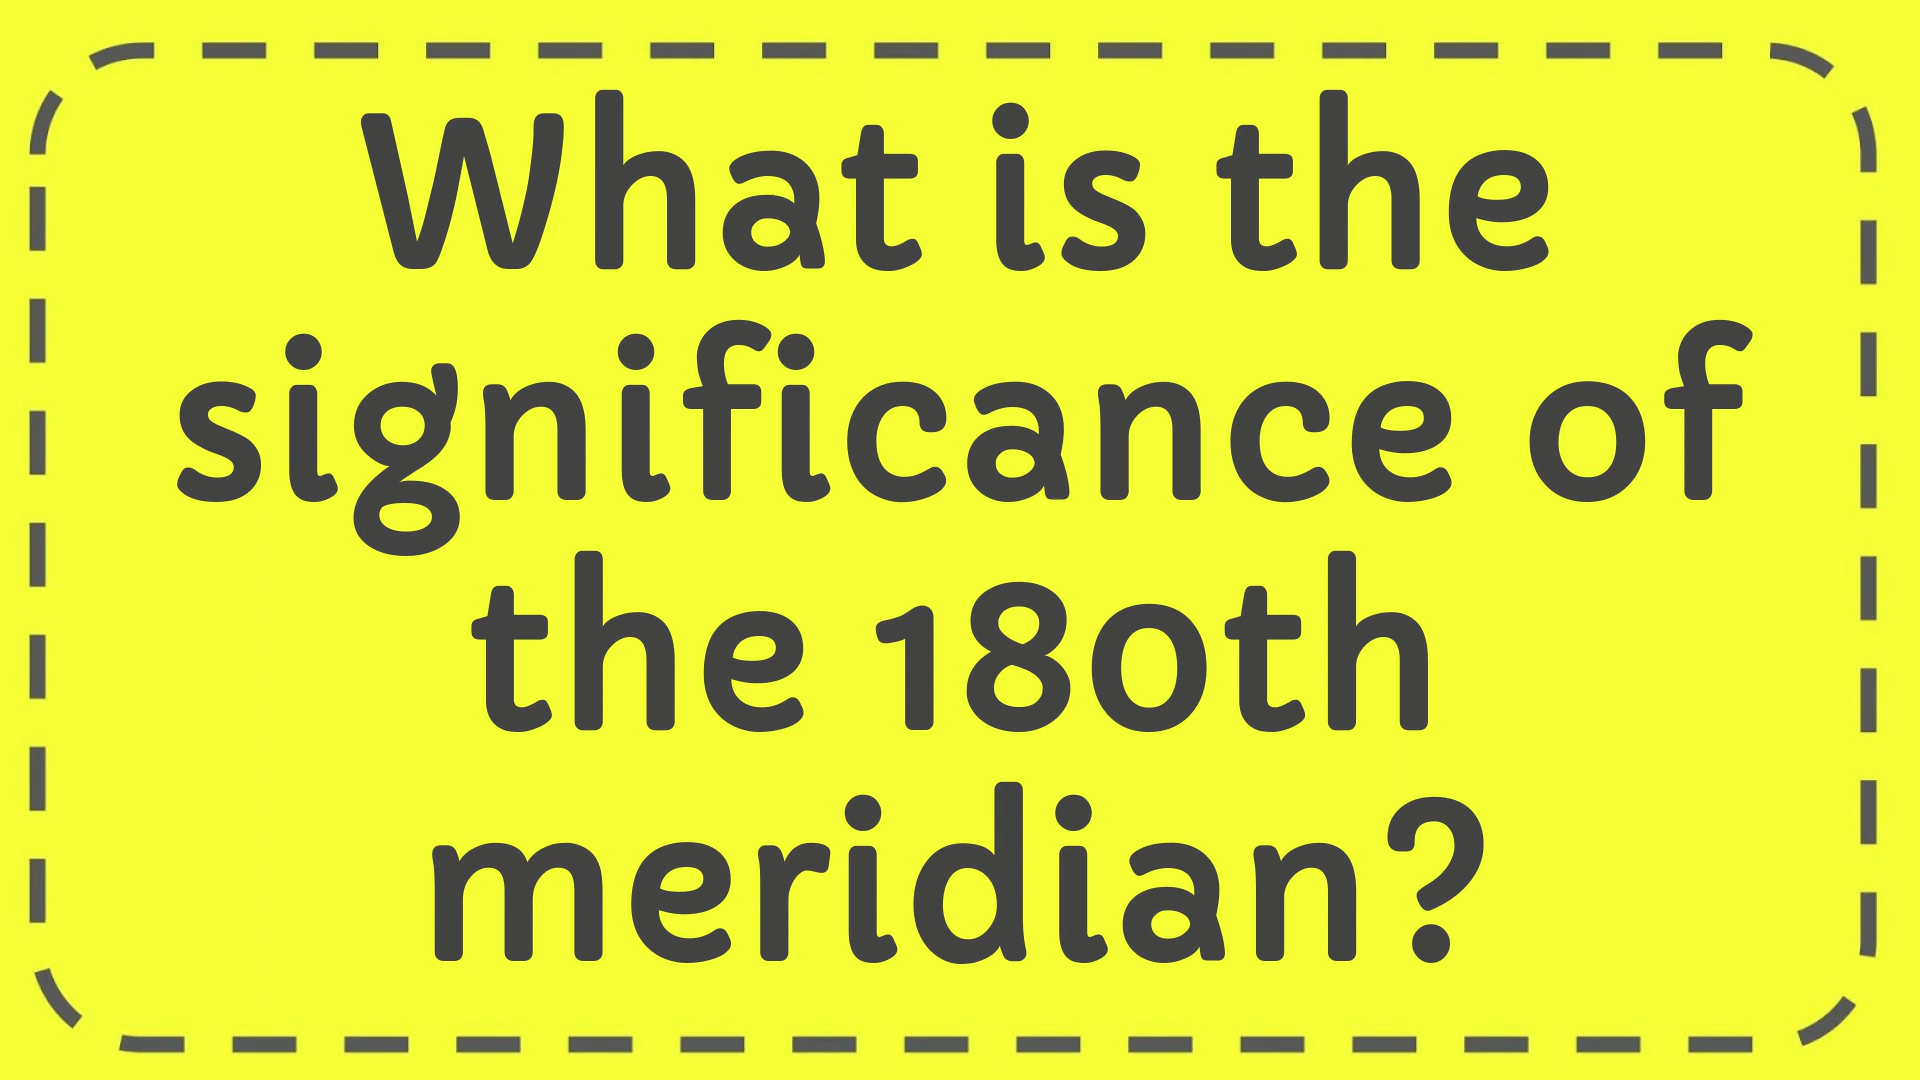 What is the
significance of
the 180th
meridian?